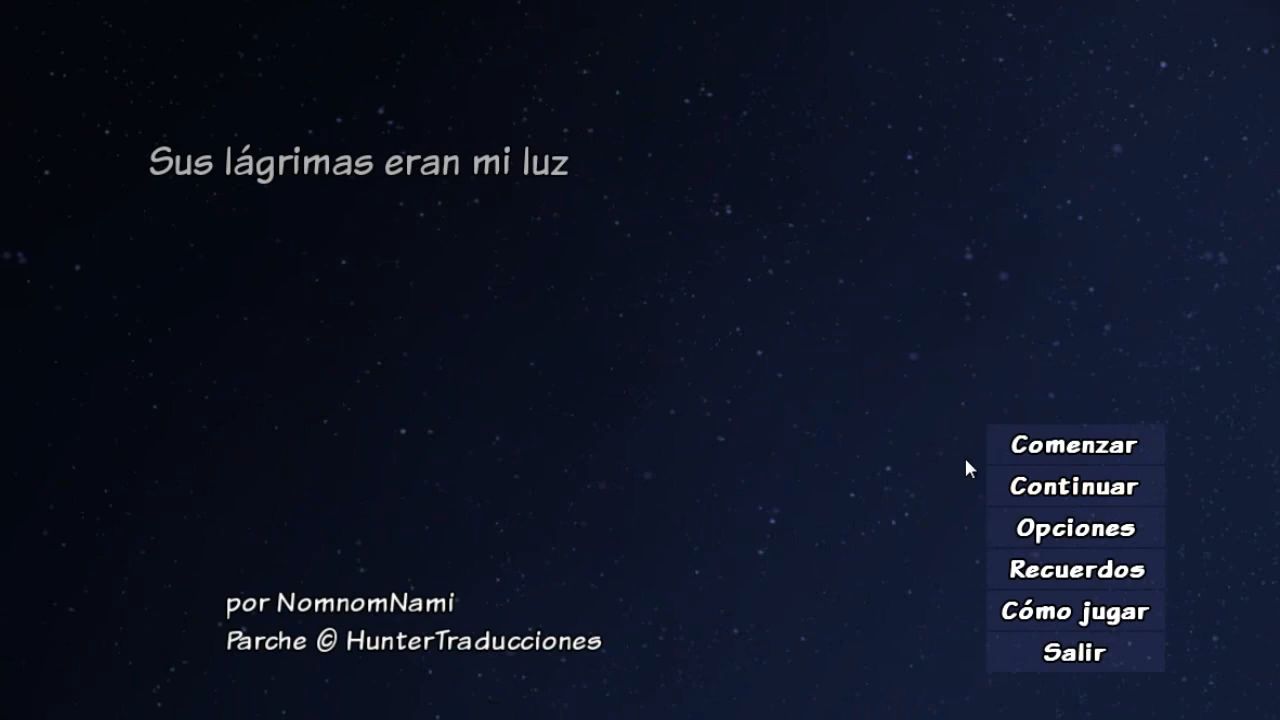 Sus lágrimas eran mi luz
Comenzar
Continuar
Opciones
Recuerdos
Cómo jugar
Salir
por NomnomNami
Parche © HunterTraducciones